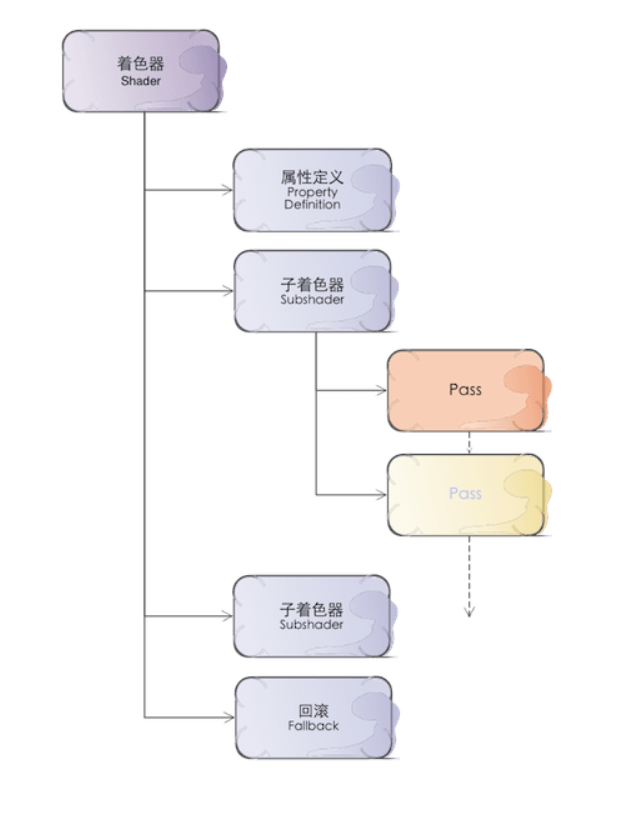 着色器
Shader
属性定义
Property
Definition
子着色器
Subshader
Pass
Pass
子着色器
Subshader
回滚
Fallback